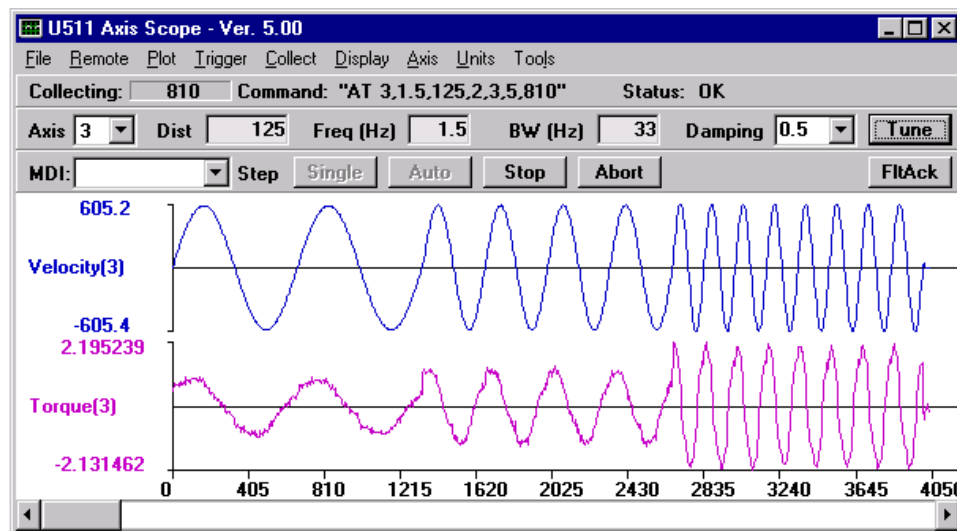 U511 Axis Scope - Ver. 5.00
File Remote Plot Trigger Collect Display Axis Units Tools
Collecting: 810 Command: "AT 3,1.5,125,2,3,5,810" Status: OK
Axis 3 Dist 125 Freq (Hz) 1.5 BW (Hz) 33 Damping 0.5 Tune
MDI: Step Single Auto Stop Abort FltAck
605.2
Velocity(3)
-605.4
2.195239
Torque(3)
-2.131462
0 405 810 1215 1620 2025 2430 2835 3240 3645 4050